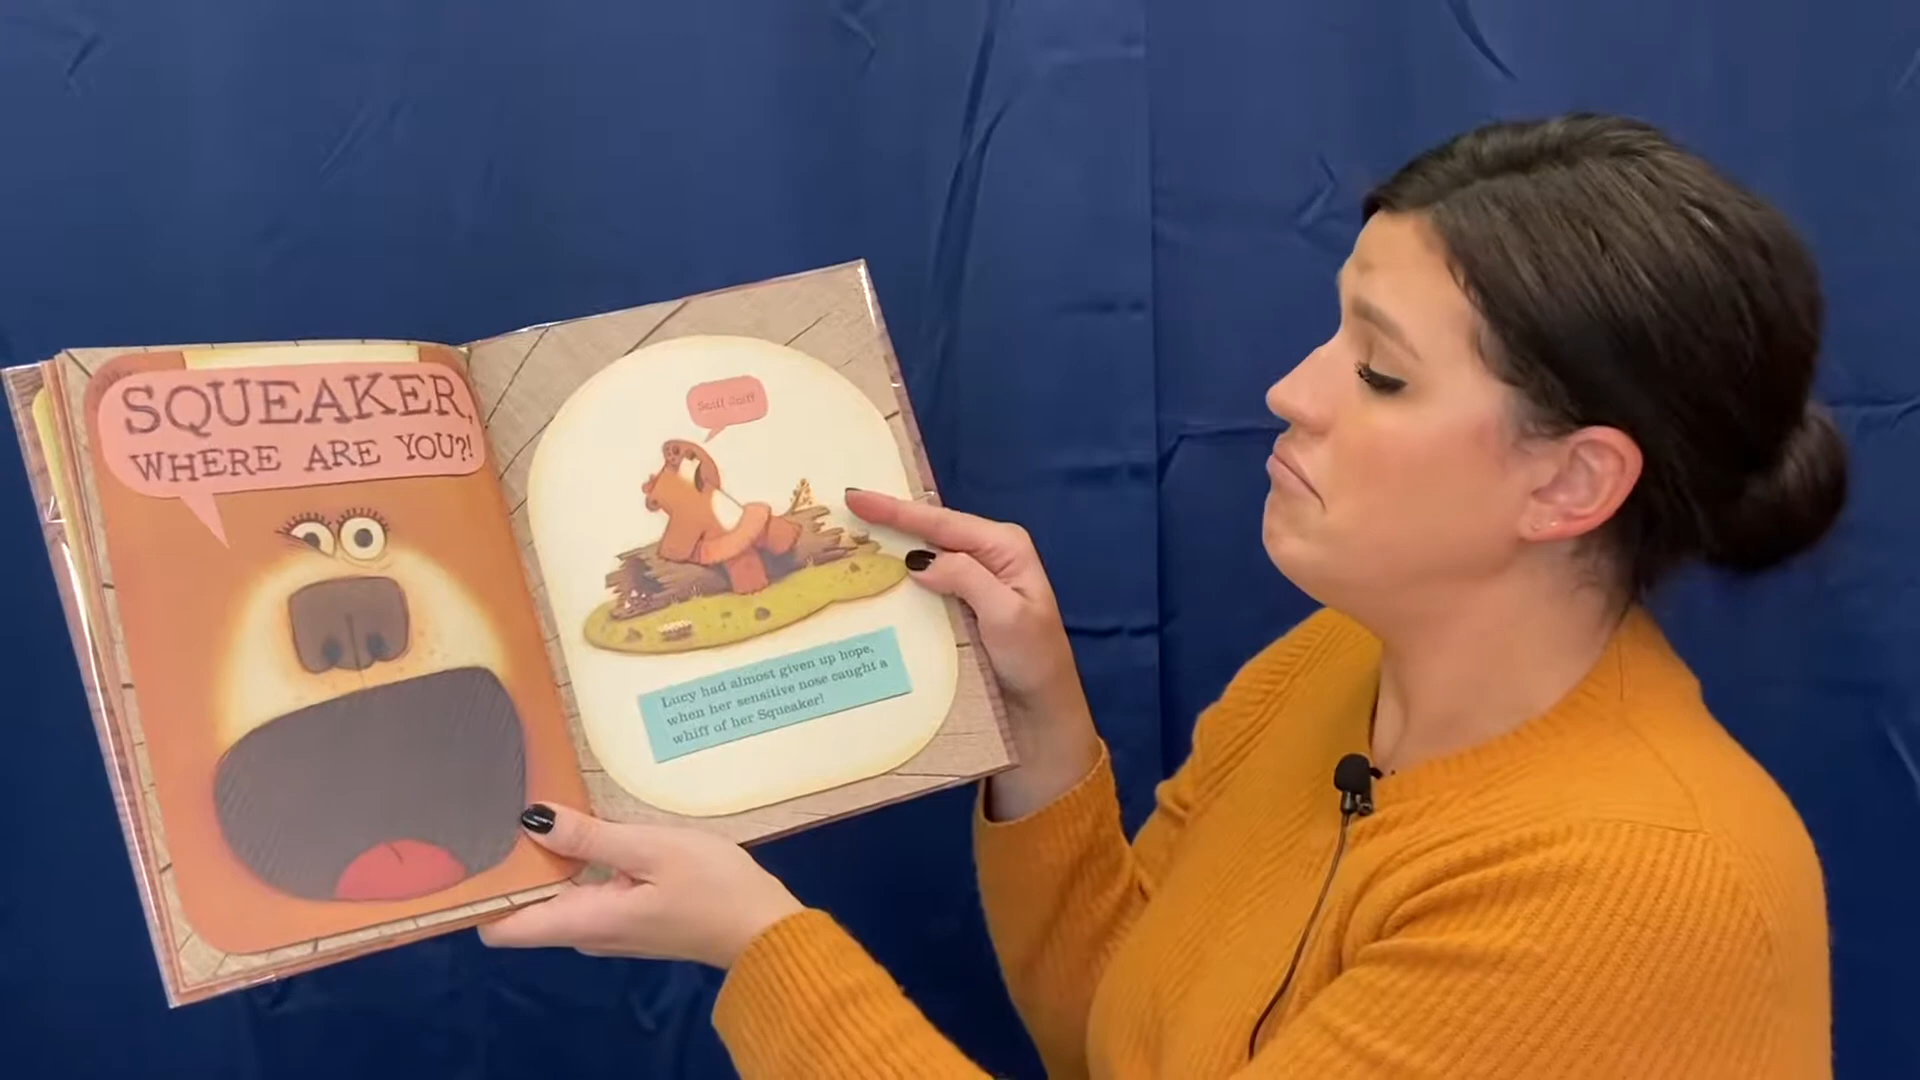 SQUEAKER,
WHERE ARE YOU?!
Sniff Sniff
Lucy had almost given up hope,
when her sensitive nose caught a
whiff of her Squeaker!